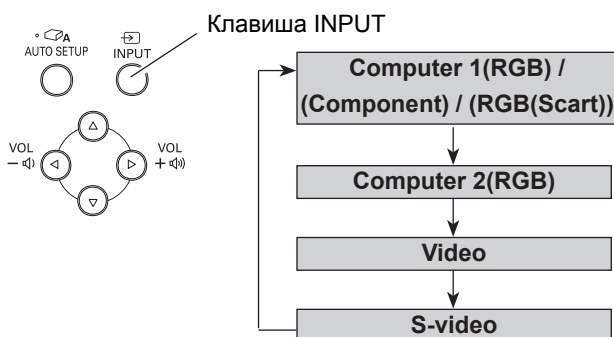 Клавиша INPUT
A
AUTO SETUP
INPUT
VOL
−
VOL
+
Computer 1(RGB) /
(Component) / (RGB(Scart))
Computer 2(RGB)
Video
S-video